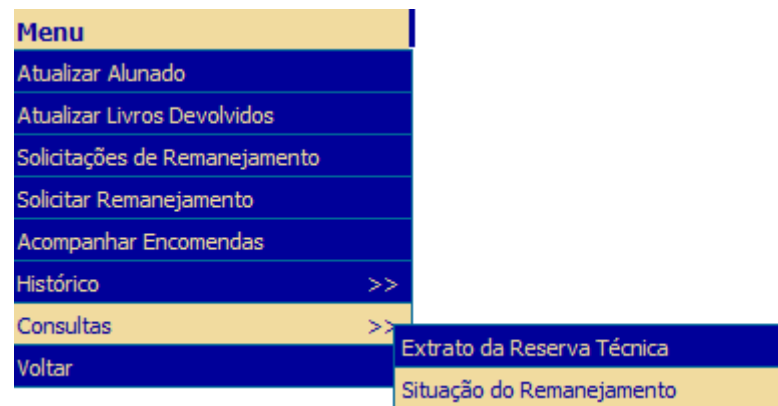 Menu
Atualizar Alunado
Atualizar Livros Devolvidos
Solicitações de Remanejamento
Solicitar Remanejamento
Acompanhar Encomendas
Histórico >>
Consultas >>
Extrato da Reserva Técnica
Voltar
Situação do Remanejamento